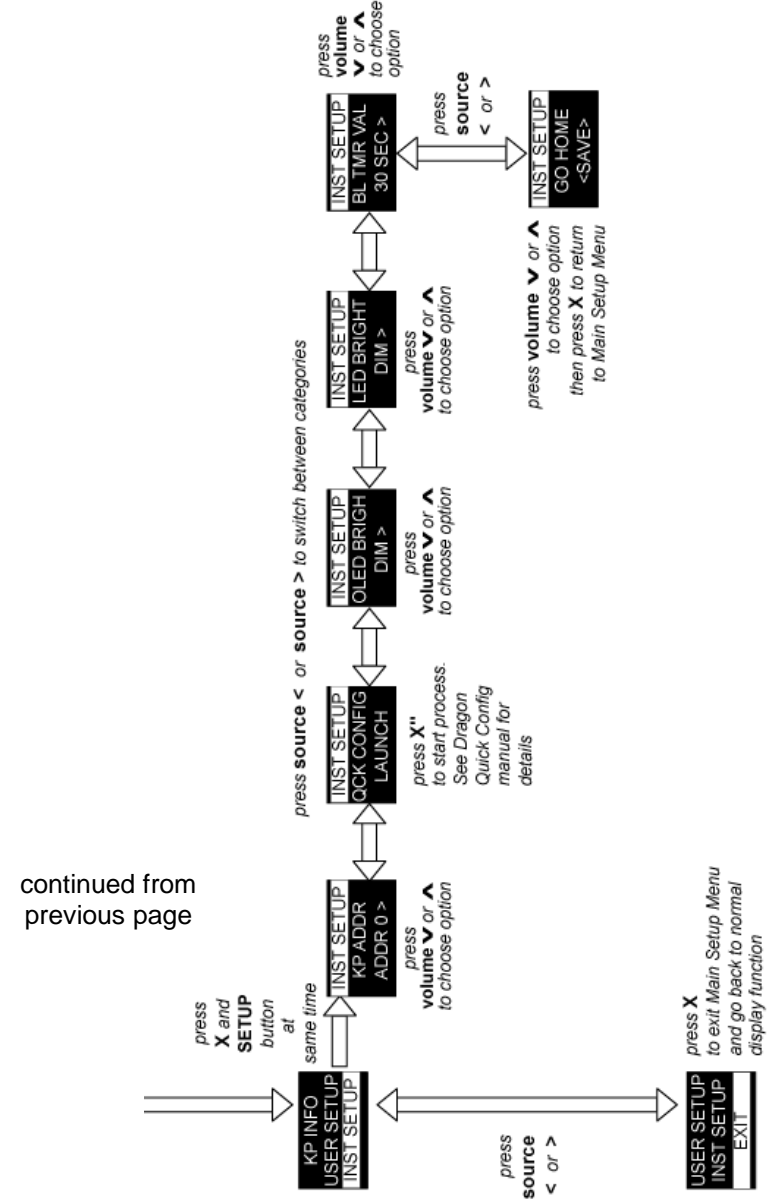 continued from
previous page
press
X and
SETUP
button
at
same time
KP INFO
USER SETUP
INST SETUP
press
source
< or >
USER SETUP
INST SETUP
EXIT
press X
to exit Main Setup Menu
and go back to normal
display function
press source < or source > to switch between categories
INST SETUP
KP ADDR
ADDR 0 >
press
volume ∨ or ∧
to choose option
INST SETUP
QCK CONFIG
LAUNCH
press X"
to start process.
See Dragon
Quick Config
manual for
details
INST SETUP
OLED BRIGH
DIM >
press
volume ∨ or ∧
to choose option
INST SETUP
LED BRIGHT
DIM >
press
volume ∨ or ∧
to choose option
INST SETUP
BL TMR VAL
30 SEC >
press
volume
∨ or ∧
to choose
option
press
source
< or >
INST SETUP
GO HOME
<SAVE>
press volume ∨ or ∧
to choose option
then press X to return
to Main Setup Menu